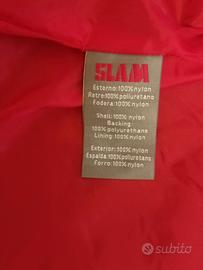 SLAM
Esterno:100%nylon
Retro:100%poliuretano
Fodera:100%nylon
Shell:100%nylon
Backing:
100%polyurethane
Lining:100%nylon
Exterior:100%nylon
Espalda:100%poliuretano
Forro:100%nylon
subito